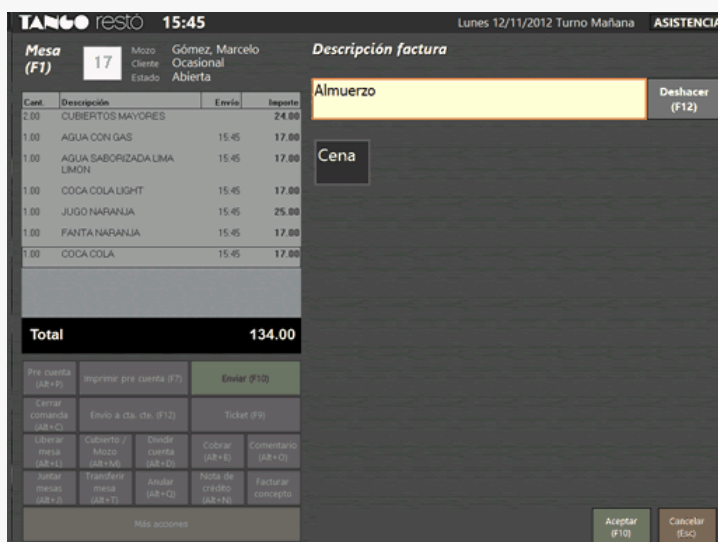 TANGO restó 15:45 Lunes 12/11/2012 Turno Mañana ASISTENCIA
Mesa (F1)
17
Mozo Gómez, Marcelo
Cliente Ocasional
Estado Abierta
Cant. Descripción Envío Importe
2.00 CUBIERTOS MAYORES 24.00
1.00 AGUA CON GAS 15:45 17.00
1.00 AGUA SABORIZADA LIMA LIMON 15:45 17.00
1.00 COCA COLA LIGHT 15:45 17.00
1.00 JUGO NARANJA 15:45 25.00
1.00 FANTA NARANJA 15:45 17.00
1.00 COCA COLA 15:45 17.00
Total 134.00
Pre cuenta (Alt+P)
Imprimir pre cuenta (F7)
Enviar (F10)
Cerrar comanda (Alt+C)
Envío a cta. cte. (F12)
Ticket (F9)
Liberar mesa (Alt+L)
Cubierto / Mozo (Alt+M)
Dividir cuenta (Alt+D)
Cobrar (Alt+E)
Comentario (Alt+O)
Juntar mesas (Alt+J)
Transferir mesa (Alt+T)
Anular (Alt+Q)
Nota de crédito (Alt+N)
Facturar concepto
Más acciones
Descripción factura
Almuerzo
Deshacer (F12)
Cena
Aceptar (F10)
Cancelar (Esc)